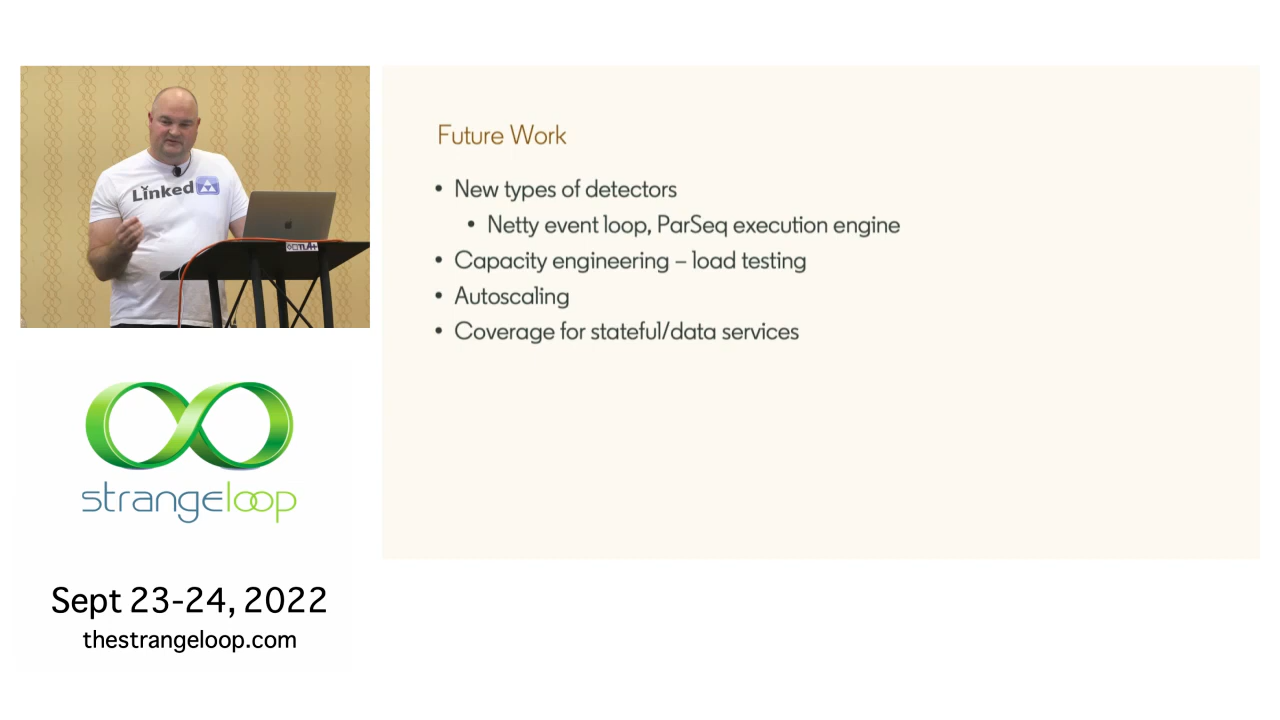 Linked
Future Work
• New types of detectors
• Netty event loop, ParSeq execution engine
• Capacity engineering – load testing
• Autoscaling
• Coverage for stateful/data services
strangeloop
Sept 23-24, 2022
thestrangeloop.com